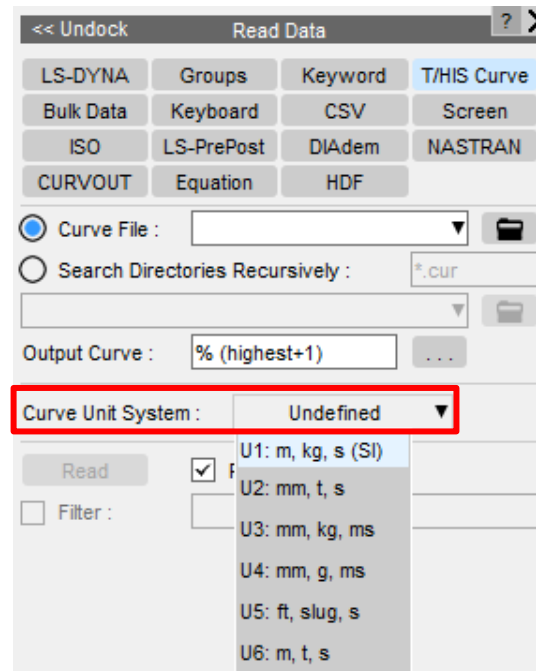 << Undock Read Data ?
LS-DYNA Groups Keyword T/HIS Curve
Bulk Data Keyboard CSV Screen
ISO LS-PrePost DIAdem NASTRAN
CURVOUT Equation HDF
Curve File :
Search Directories Recursively : *.cur
Output Curve : % (highest+1) ...
Curve Unit System : Undefined
U1: m, kg, s (SI)
Read
U2: mm, t, s
Filter :
U3: mm, kg, ms
U4: mm, g, ms
U5: ft, slug, s
U6: m, t, s